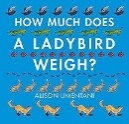 HOW MUCH DOES
A LADYBIRD
WEIGH?
ALISON LIMENTANI